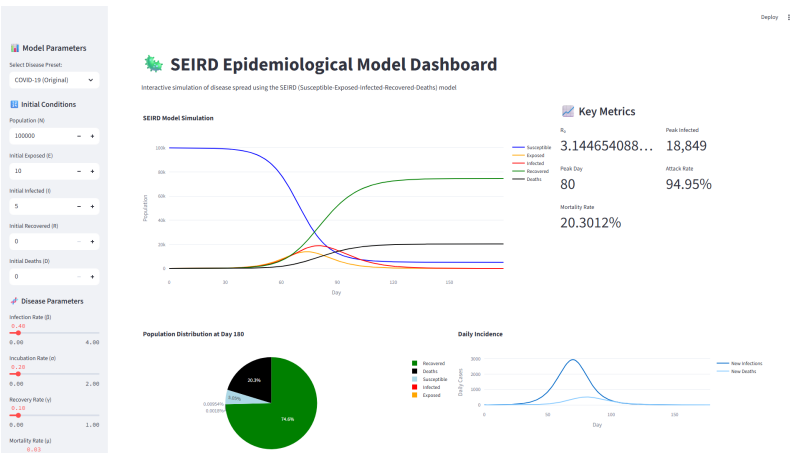 Deploy
Model Parameters
Select Disease Preset:
COVID-19 (Original)
Initial Conditions
Population (N)
100000
- +
Initial Exposed (E)
10
- +
Initial Infected (I)
5
- +
Initial Recovered (R)
0
- +
Initial Deaths (D)
0
- +
Disease Parameters
Infection Rate (β)
0.40
0.00 4.00
Incubation Rate (σ)
0.20
0.00 2.00
Recovery Rate (γ)
0.10
0.00 1.00
Mortality Rate (μ)
0.03
SEIRD Epidemiological Model Dashboard
Interactive simulation of disease spread using the SEIRD (Susceptible-Exposed-Infected-Recovered-Deaths) model
SEIRD Model Simulation
100k
80k
60k
40k
20k
0
Population
0 30 60 90 120 150
Day
Susceptible
Exposed
Infected
Recovered
Deaths
Key Metrics
R₀
3.144654088...
Peak Infected
18,849
Peak Day
80
Attack Rate
94.95%
Mortality Rate
20.3012%
Population Distribution at Day 180
20.3%
74.6%
Recovered
Deaths
Susceptible
Infected
Exposed
Daily Incidence
3000
2000
1000
0
Daily Cases
0 50 100 150
Day
New Infections
New Deaths